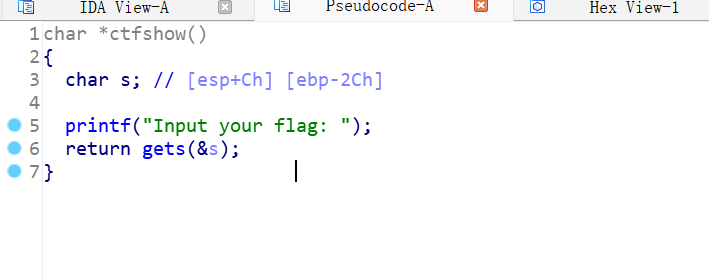 IDA View-A Pseudocode-A Hex View-1
1 char *ctfshow()
2 {
3 char s; // [esp+Ch] [ebp-2Ch]
4
5 printf("Input your flag: ");
6 return gets(&s);
7 }